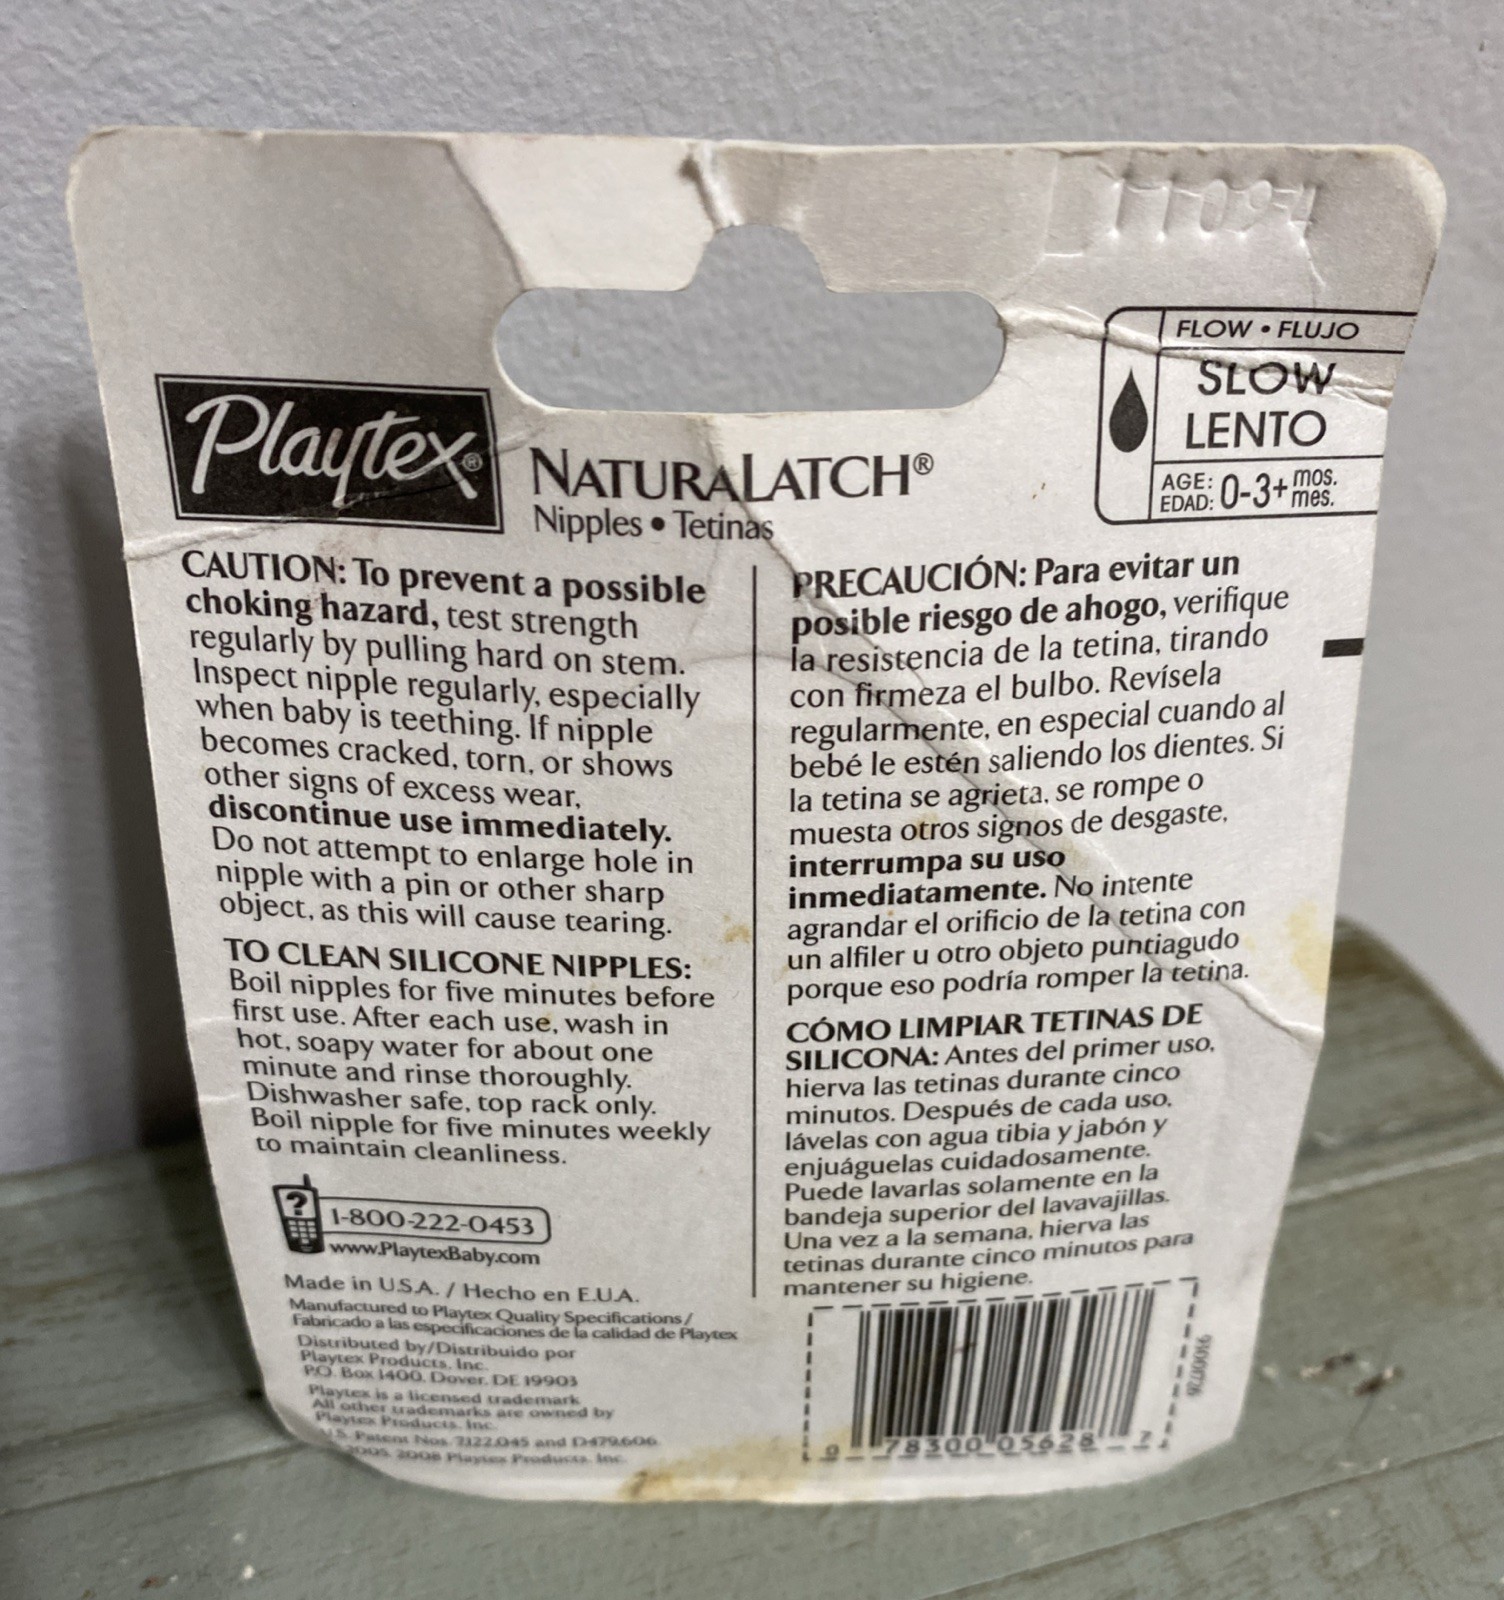 11094
FLOW • FLUJO
SLOW
LENTO
AGE: 0-3+ mos.
EDAD: mes.
Playtex®
NATURALATCH®
Nipples • Tetinas
CAUTION: To prevent a possible
choking hazard, test strength
regularly by pulling hard on stem.
Inspect nipple regularly, especially
when baby is teething. If nipple
becomes cracked, torn, or shows
other signs of excess wear,
discontinue use immediately.
Do not attempt to enlarge hole in
nipple with a pin or other sharp
object, as this will cause tearing.
TO CLEAN SILICONE NIPPLES:
Boil nipples for five minutes before
first use. After each use, wash in
hot, soapy water for about one
minute and rinse thoroughly.
Dishwasher safe, top rack only.
Boil nipple for five minutes weekly
to maintain cleanliness.
?
1-800-222-0453
www.PlaytexBaby.com
Made in U.S.A. / Hecho en E.U.A.
Manufactured to Playtex Quality Specifications/
Fabricado a las especificaciones de la calidad de Playtex
Distributed by/Distribuido por
Playtex Products, Inc.
P.O. Box 1400, Dover, DE 19903
Playtex is a licensed trademark
All other trademarks are owned by
Playtex Products, Inc.
U.S. Patent Nos. 7,122,045 and D479,606
2005, 2008 Playtex Products, Inc.
PRECAUCIÓN: Para evitar un
posible riesgo de ahogo, verifique
la resistencia de la tetina, tirando
con firmeza el bulbo. Revísela
regularmente, en especial cuando al
bebé le estén saliendo los dientes. Si
la tetina se agrieta, se rompe o
muesta otros signos de desgaste,
interrumpa su uso
inmediatamente. No intente
agrandar el orificio de la tetina con
un alfiler u otro objeto puntiagudo
porque eso podría romper la tetina.
CÓMO LIMPIAR TETINAS DE
SILICONA: Antes del primer uso,
hierva las tetinas durante cinco
minutos. Después de cada uso,
lávelas con agua tibia y jabón y
enjuáguelas cuidadosamente.
Puede lavarlas solamente en la
bandeja superior del lavavajillas.
Una vez a la semana, hierva las
tetinas durante cinco minutos para
mantener su higiene.
0 78300 05628 7